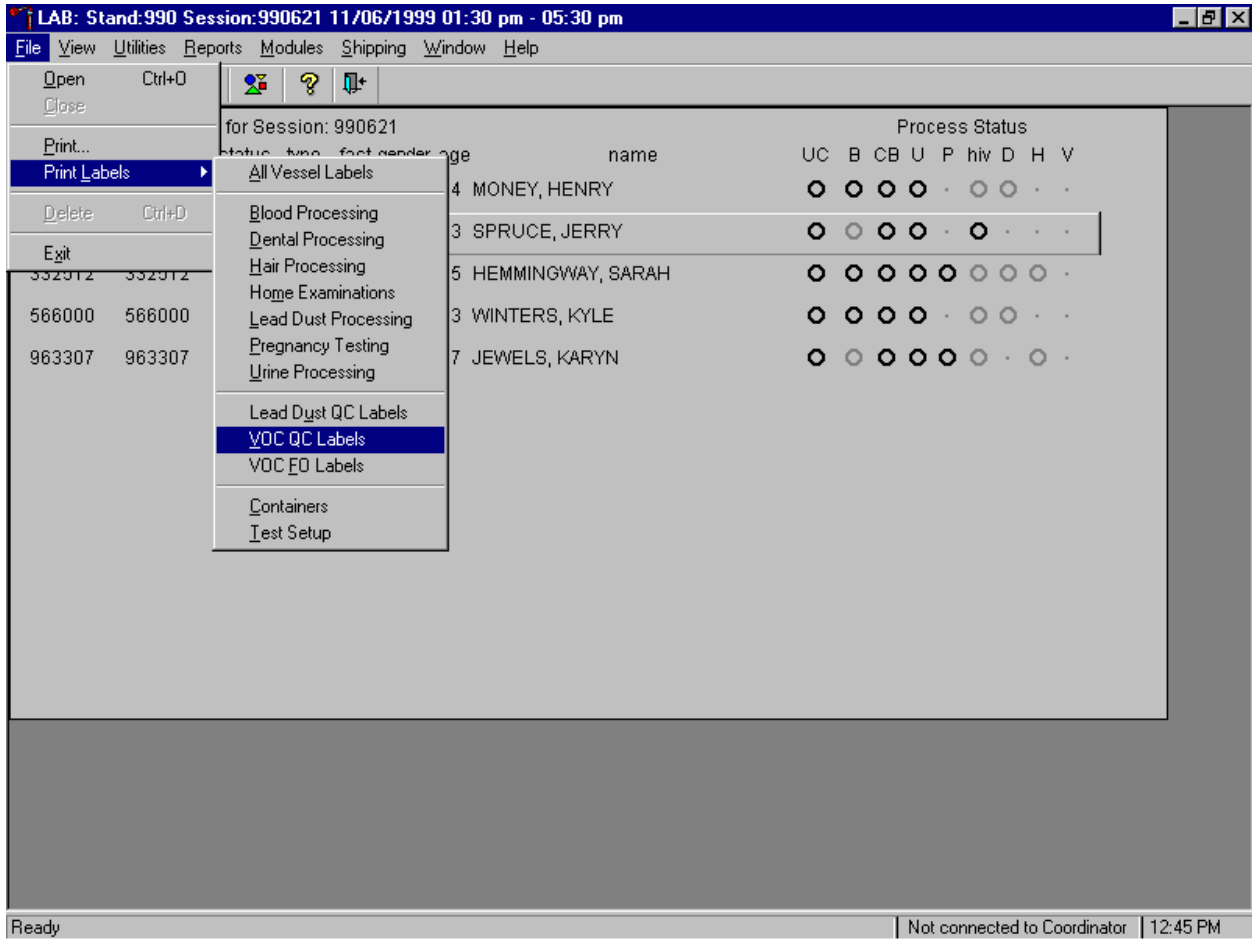 LAB: Stand:990 Session:990621 11/06/1999 01:30 pm - 05:30 pm
File View Utilities Reports Modules Shipping Window Help
Open Ctrl+O
Close
Print...
Print Labels
Delete Ctrl+D
Exit
All Vessel Labels
Blood Processing
Dental Processing
Hair Processing
Home Examinations
Lead Dust Processing
Pregnancy Testing
Urine Processing
Lead Dust QC Labels
VOC QC Labels
VOC FO Labels
Containers
Test Setup
for Session: 990621 Process Status
status type fast gender age name UC B CB U P hiv D H V
4 MONEY, HENRY
3 SPRUCE, JERRY
332512 332512 5 HEMMINGWAY, SARAH
566000 566000 3 WINTERS, KYLE
963307 963307 7 JEWELS, KARYN
Ready Not connected to Coordinator 12:45 PM